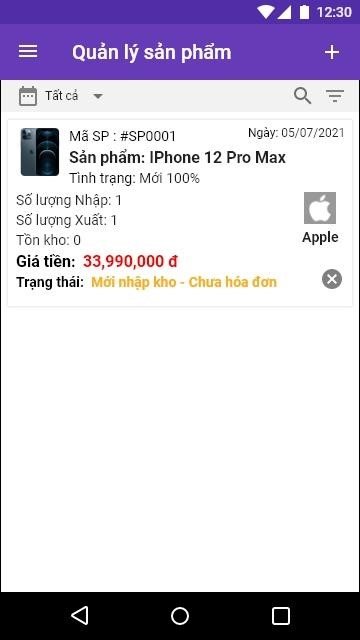 12:30
Quản lý sản phẩm
Tất cả
Mã SP : #SP0001
Ngày: 05/07/2021
Sản phẩm: IPhone 12 Pro Max
Tình trạng: Mới 100%
Số lượng Nhập: 1
Số lượng Xuất: 1
Tồn kho: 0
Apple
Giá tiền: 33,990,000 đ
Trạng thái: Mới nhập kho - Chưa hóa đơn